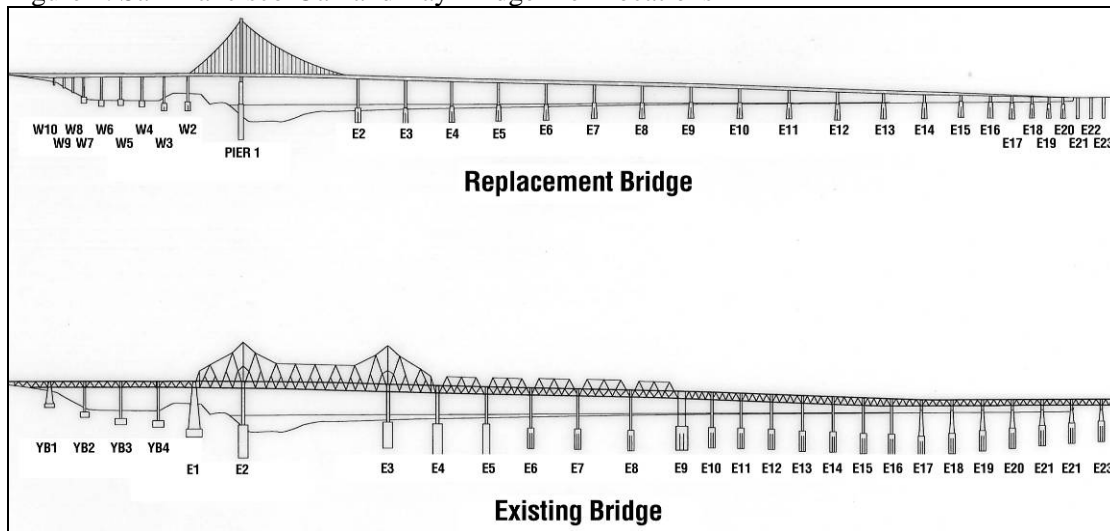 W10 W8 W6 W4 W2 E2 E3 E4 E5 E6 E7 E8 E9 E10 E11 E12 E13 E14 E15 E16 E18 E20 E22
W9 W7 W5 W3 E17 E19 E21 E23
PIER 1
Replacement Bridge
YB1 YB2 YB3 YB4
E1 E2 E3 E4 E5 E6 E7 E8 E9 E10 E11 E12 E13 E14 E15 E16 E17 E18 E19 E20 E21 E21 E23
Existing Bridge